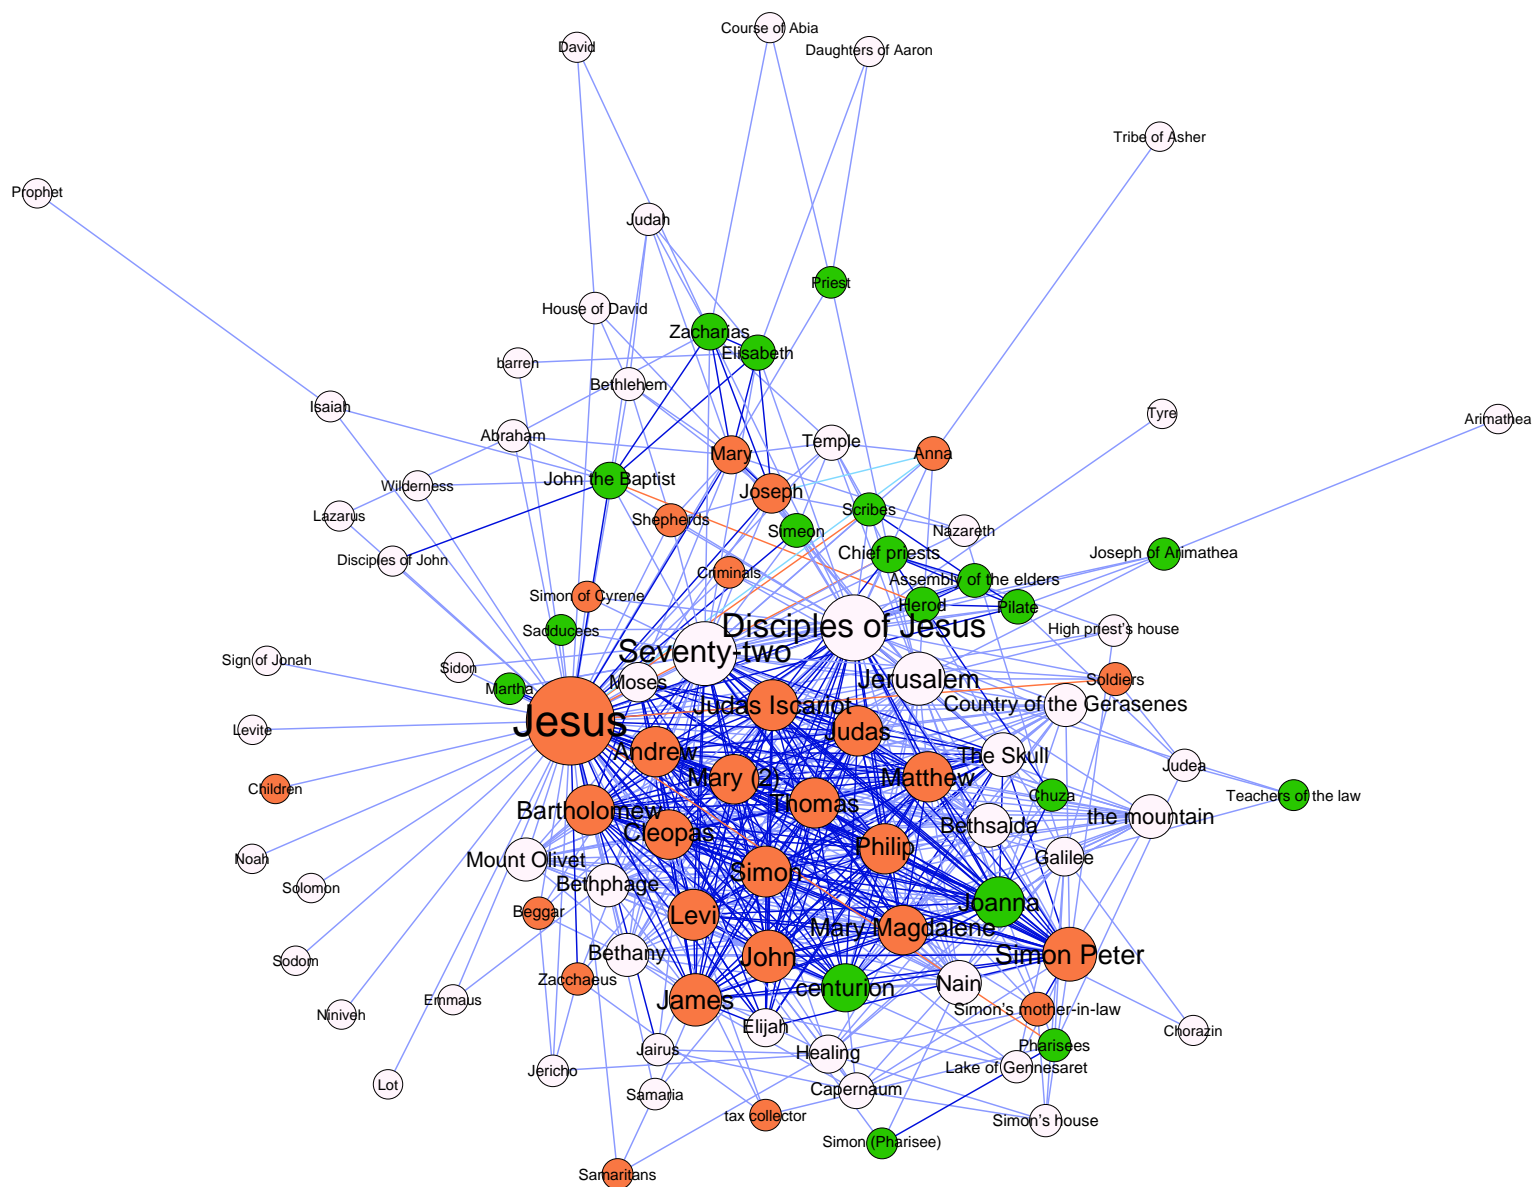 Course of Abia
David
Daughters of Aaron
Tribe of Asher
Prophet
Judah
Priest
House of David
Zacharias
Elisabeth
barren
Bethlehem
Isaiah
Tyre
Arimathea
Abraham
Temple
Mary
Anna
John the Baptist
Wilderness
Joseph
Scribes
Lazarus
Shepherds
Simeon
Nazareth
Chief priests
Joseph of Arimathea
Disciples of John
Criminals
Assembly of the elders
Simon of Cyrene
Herod
Pilate
Disciples of Jesus
Sadducees
High priest's house
Seventy-two
Sign of Jonah
Sidon
Moses
Jerusalem
Soldiers
Martha
Judas Iscariot
Country of the Gerasenes
Jesus
Levite
Judas
Andrew
The Skull
Judea
Mary (2)
Matthew
Children
Chuza
Teachers of the law
Thomas
Bartholomew
the mountain
Bethsaida
Cleopas
Philip
Noah
Mount Olivet
Galilee
Simon
Solomon
Bethphage
Joanna
Beggar
Levi
Mary Magdalene
Sodom
Bethany
John
Simon Peter
Zacchaeus
centurion
Nain
Emmaus
James
Simon's mother-in-law
Niniveh
Elijah
Chorazin
Pharisees
Jairus
Healing
Lake of Gennesaret
Jericho
Lot
Samaria
Capernaum
tax collector
Simon's house
Simon (Pharisee)
Samaritans